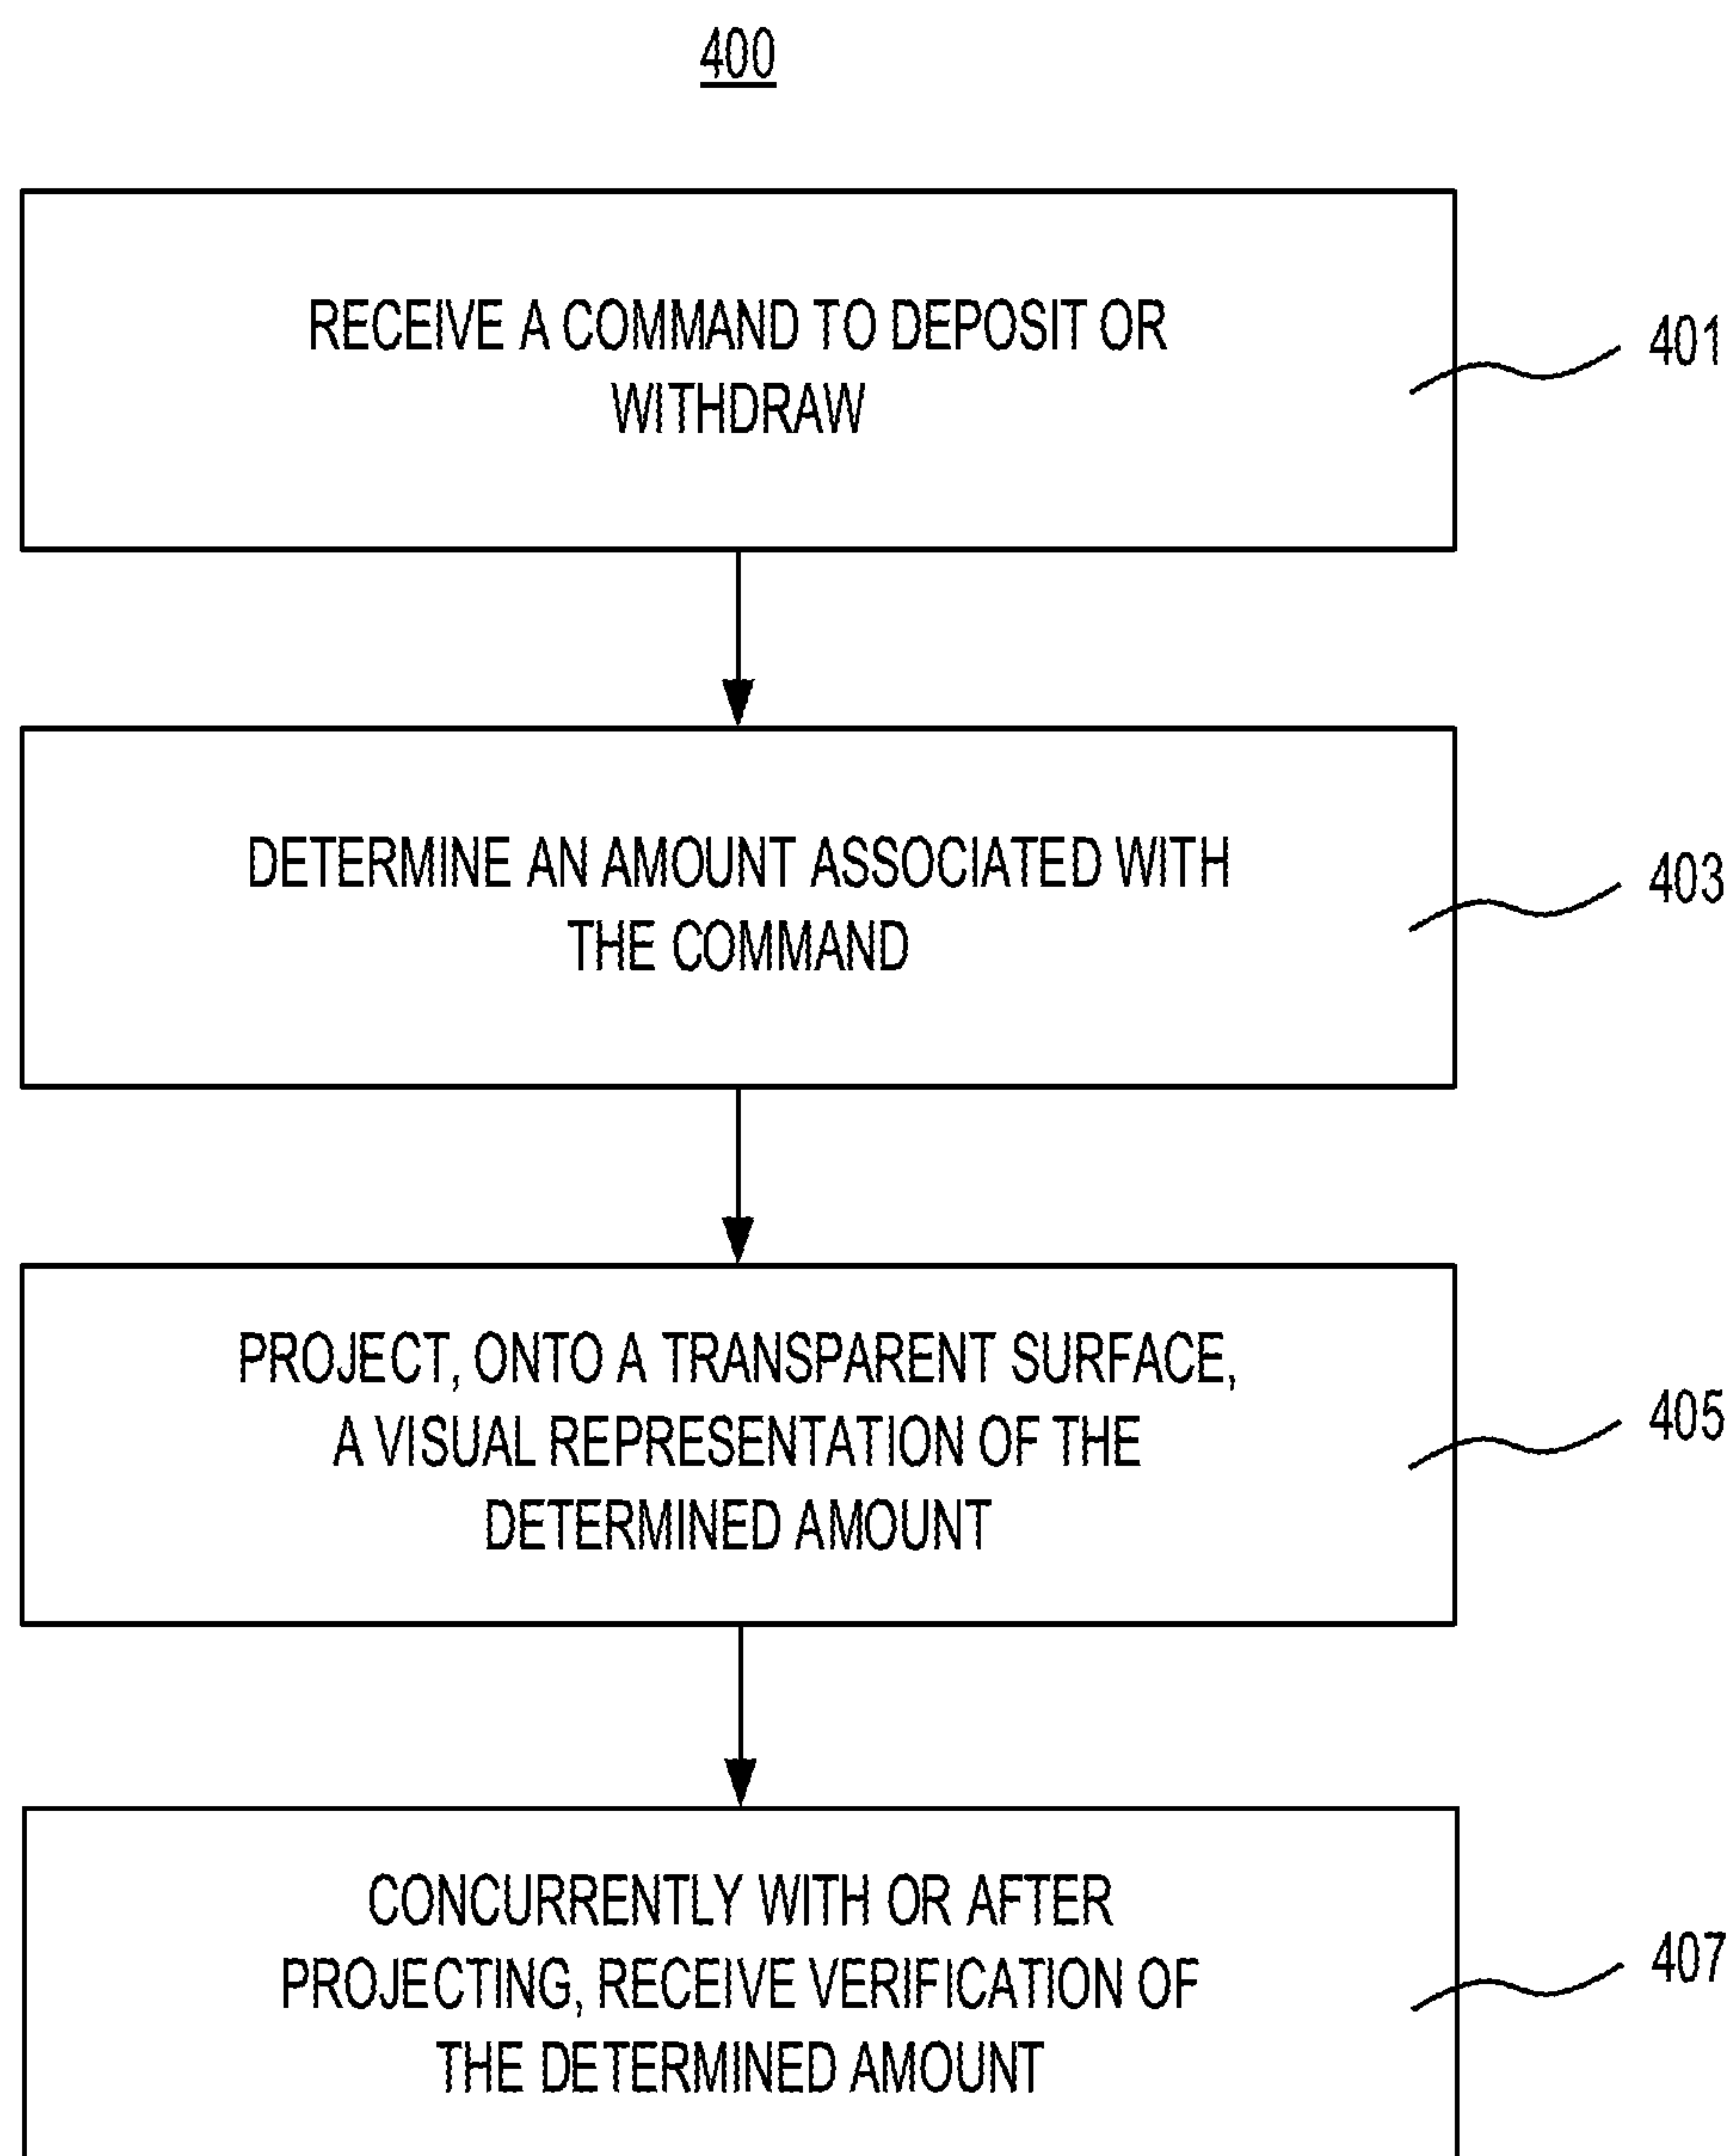 400
RECEIVE A COMMAND TO DEPOSIT OR
WITHDRAW
401
DETERMINE AN AMOUNT ASSOCIATED WITH
THE COMMAND
403
PROJECT, ONTO A TRANSPARENT SURFACE,
A VISUAL REPRESENTATION OF THE
DETERMINED AMOUNT
405
CONCURRENTLY WITH OR AFTER
PROJECTING, RECEIVE VERIFICATION OF
THE DETERMINED AMOUNT
407